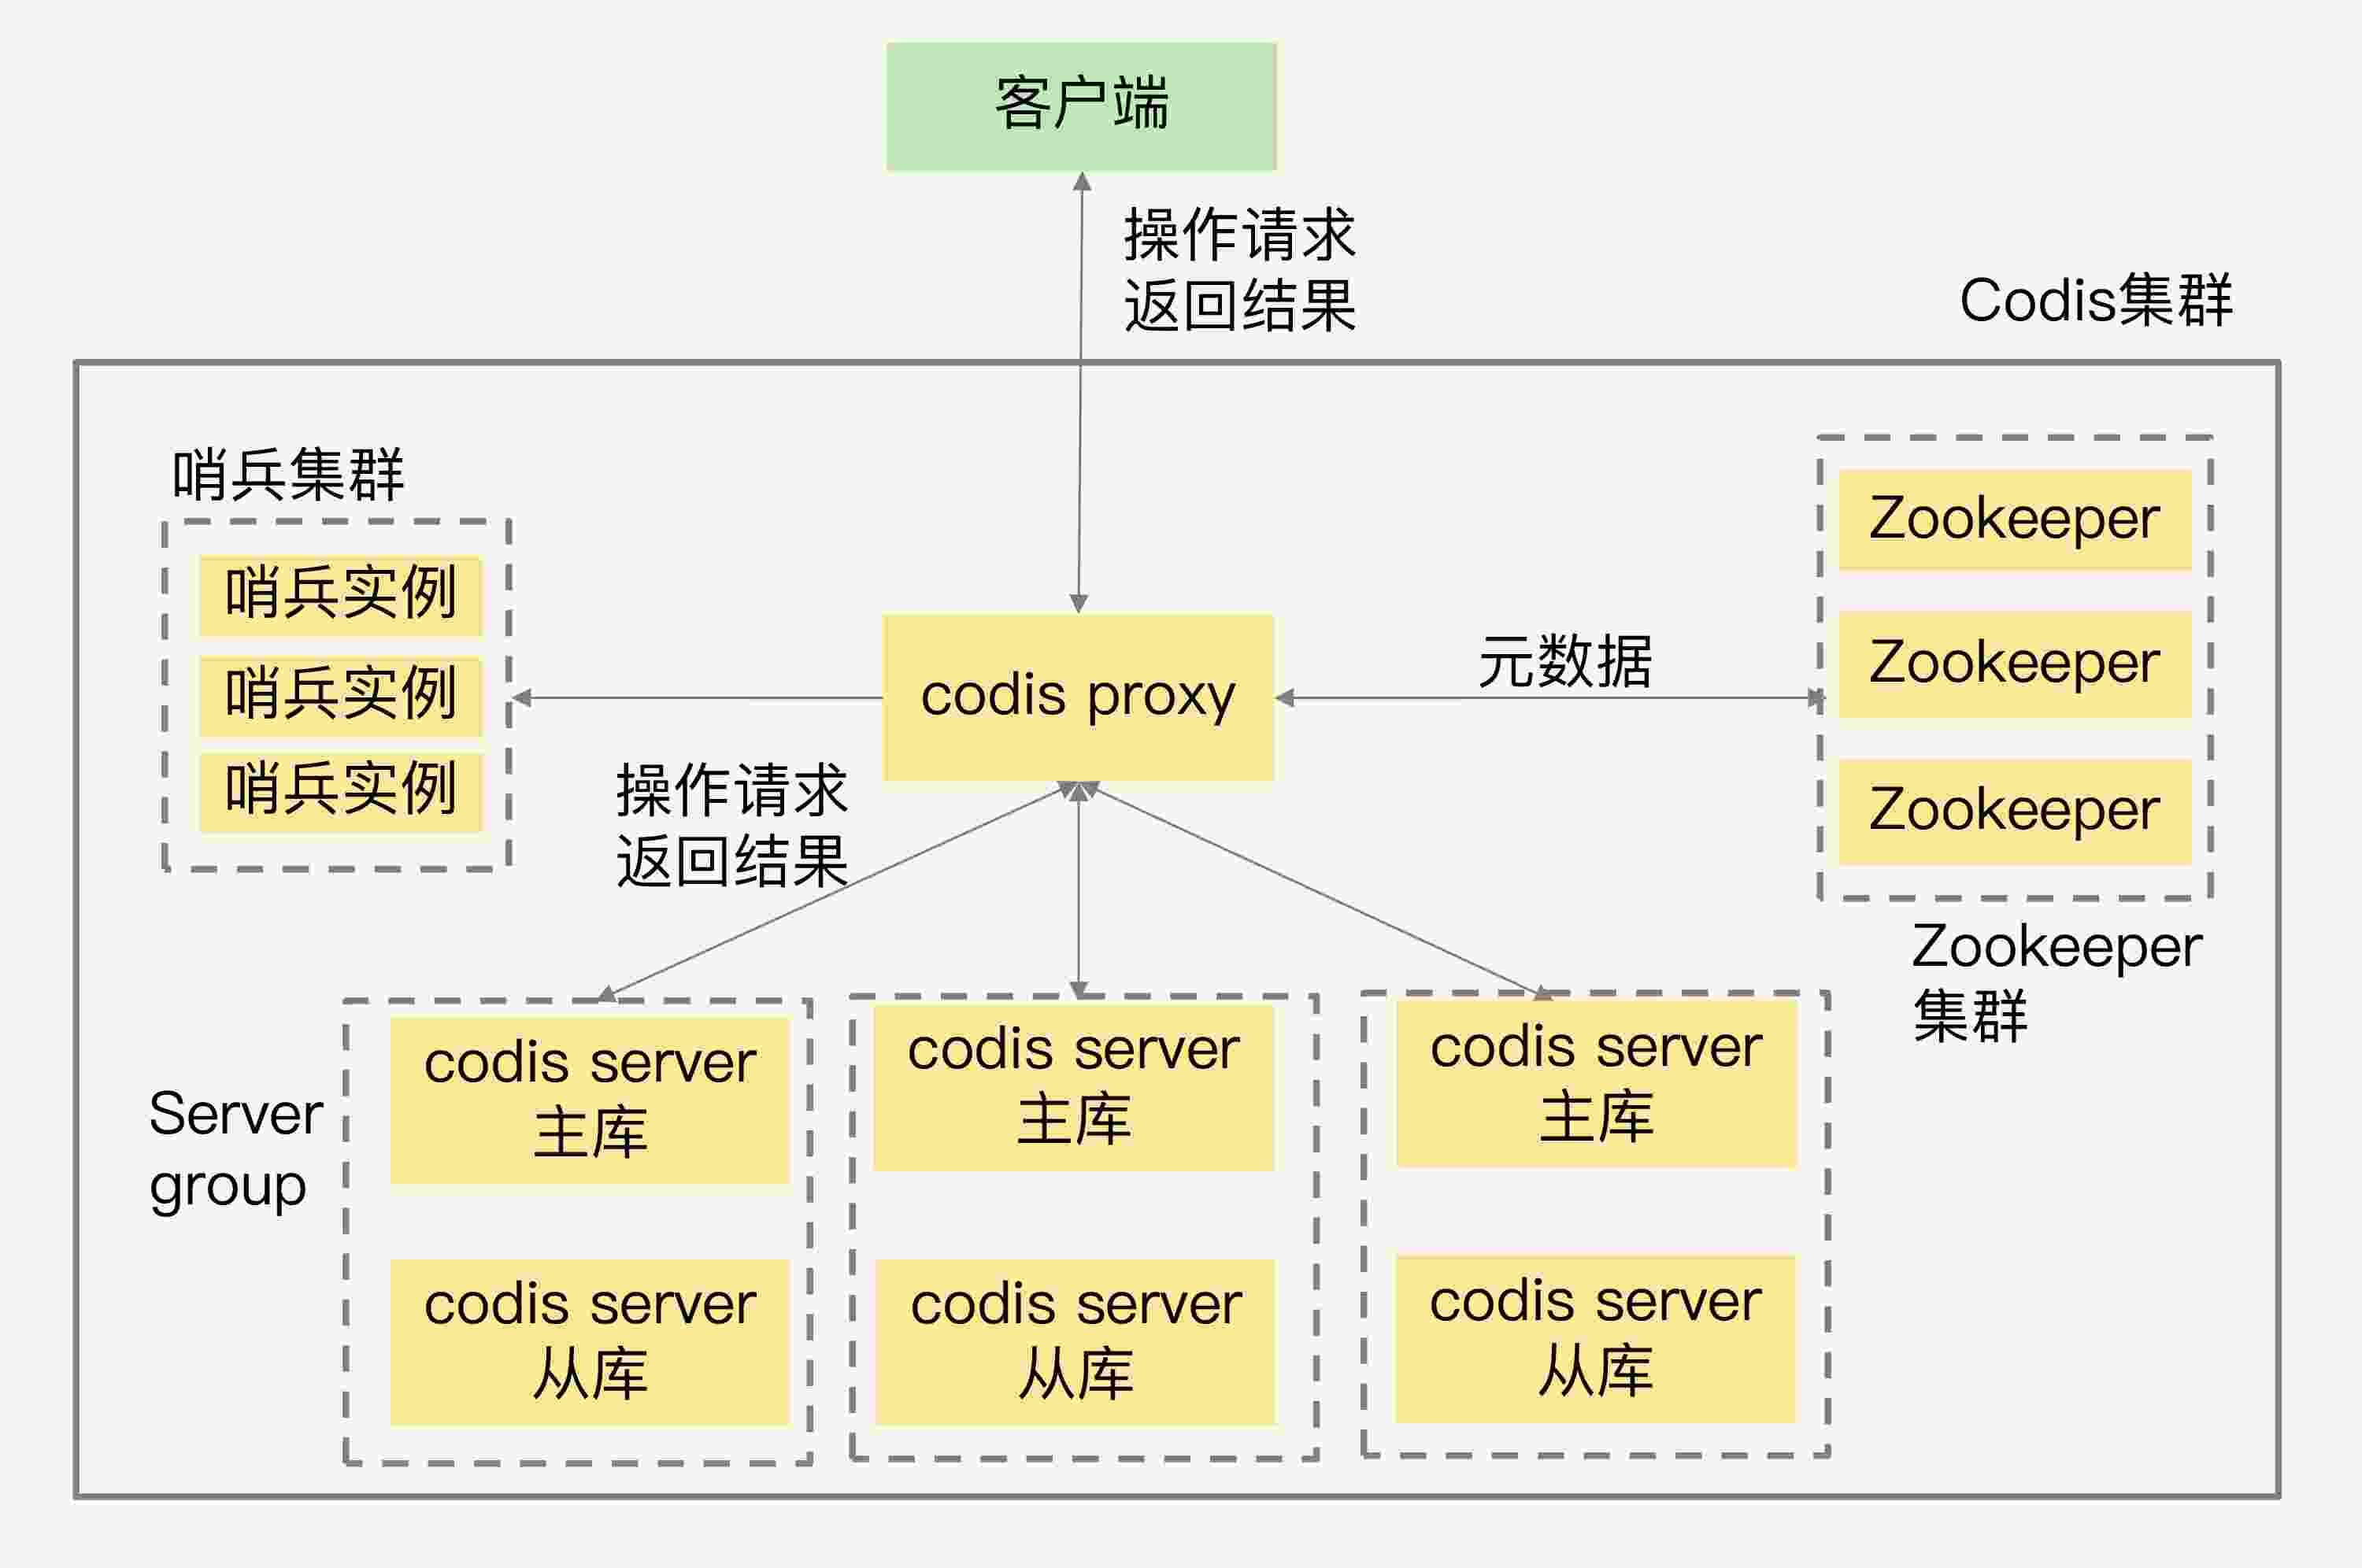 客户端
操作请求
返回结果
Codis集群
哨兵集群
哨兵实例
哨兵实例
哨兵实例
codis proxy
元数据
Zookeeper
Zookeeper
Zookeeper
Zookeeper
集群
操作请求
返回结果
Server
group
codis server
主库
codis server
主库
codis server
主库
codis server
从库
codis server
从库
codis server
从库